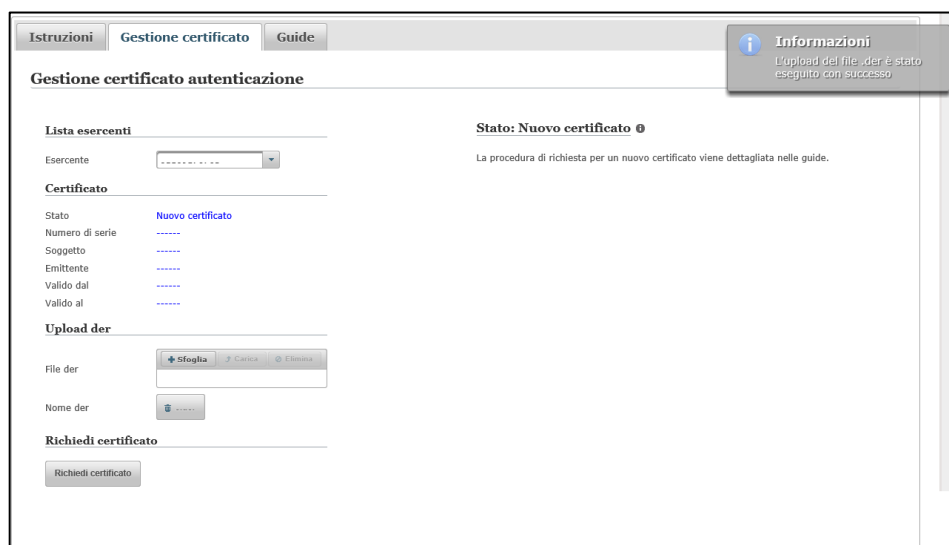 Istruzioni Gestione certificato Guide
Informazioni
L'upload del file .der è stato
eseguito con successo
Gestione certificato autenticazione
Lista esercenti
Esercente
Certificato
Stato Nuovo certificato
Numero di serie ------
Soggetto ------
Emittente ------
Valido dal ------
Valido al ------
Upload der
File der
Sfoglia Carica Elimina
Nome der
Richiedi certificato
Richiedi certificato
Stato: Nuovo certificato
La procedura di richiesta per un nuovo certificato viene dettagliata nelle guide.